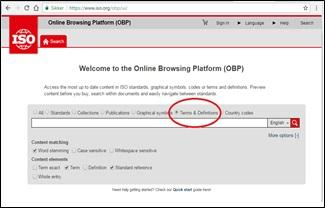 Sikker https://www.iso.org/obp/ui/
ISO
Online Browsing Platform (OBP)
Sign in Language Help Search
Search
Welcome to the Online Browsing Platform (OBP)
Access the most up to date content in ISO standards, graphical symbols, codes or terms and definitions. Preview
content before you buy, search within documents and easily navigate between standards.
All Standards Collections Publications Graphical symbols Terms & Definitions Country codes
English
More options [-]
Content matching
Word stemming Case sensitive Whitespace sensitive
Content elements
Term exact Term Definition Standard reference
Whole entry
Need help getting started? Check our Quick start guide here!